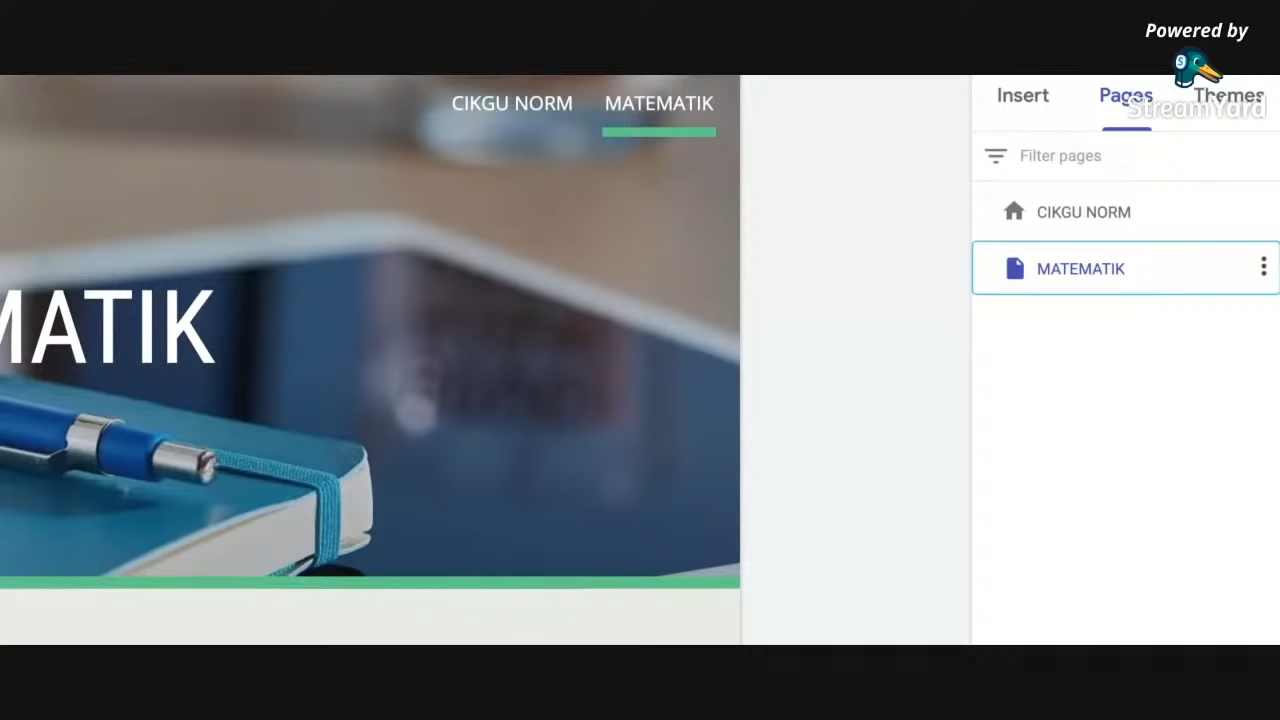 Powered by
StreamYard
CIKGU NORM MATEMATIK
MATIK
Insert Pages Themes
Filter pages
CIKGU NORM
MATEMATIK